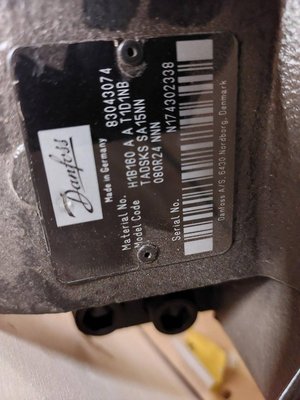 Danfoss
Made in Germany
Material No. 83043074
Model Code H1B160 A A T1D1NB
TADSKS SA15NN
080R24 NNN
Serial No. N174302338
Danfoss A/S, 6430 Nordborg, Denmark